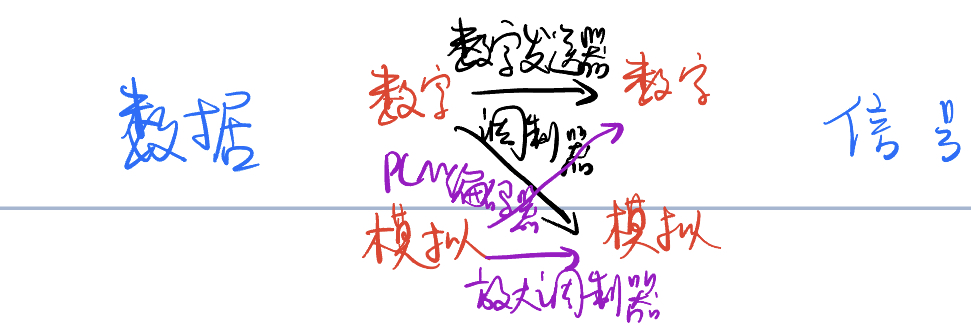 数字发送器
数据 数字 数字 信号
调制器
PCM编码器
模拟 模拟
放大调制器